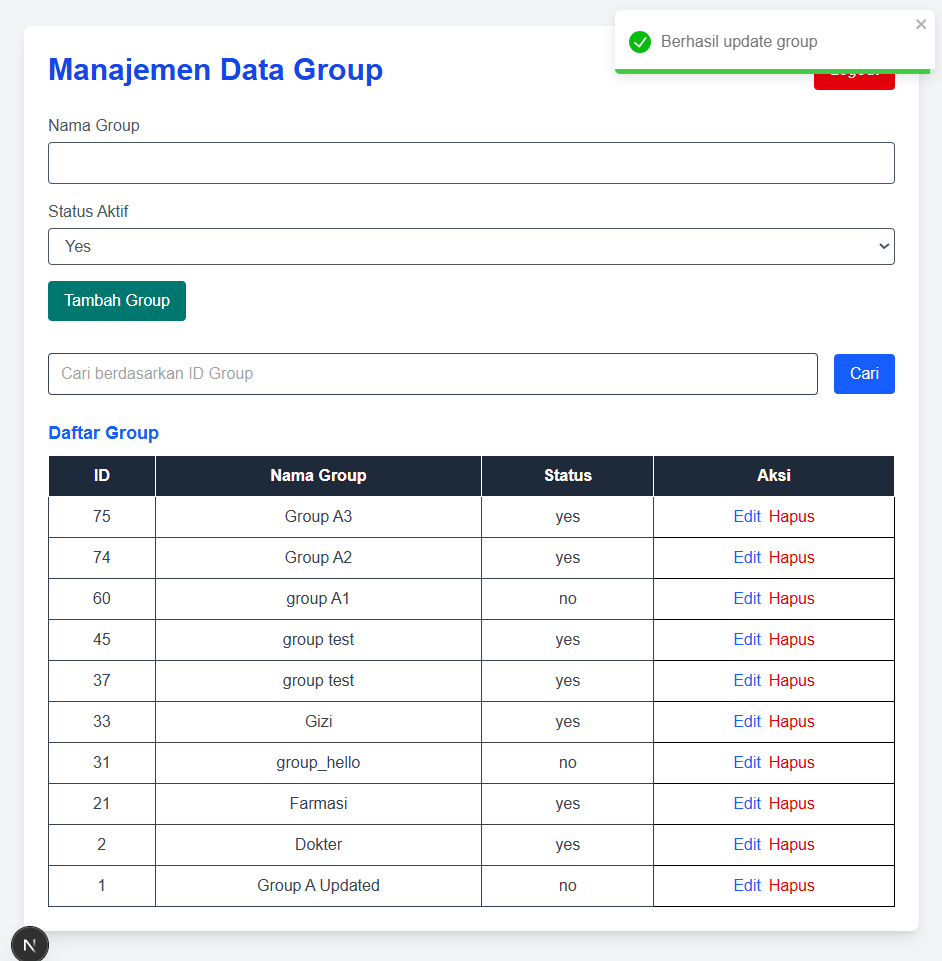 Berhasil update group
Manajemen Data Group
Nama Group
Status Aktif
Yes
Tambah Group
Cari berdasarkan ID Group Cari
Daftar Group
ID Nama Group Status Aksi
75 Group A3 yes Edit Hapus
74 Group A2 yes Edit Hapus
60 group A1 no Edit Hapus
45 group test yes Edit Hapus
37 group test yes Edit Hapus
33 Gizi yes Edit Hapus
31 group_hello no Edit Hapus
21 Farmasi yes Edit Hapus
2 Dokter yes Edit Hapus
1 Group A Updated no Edit Hapus
N